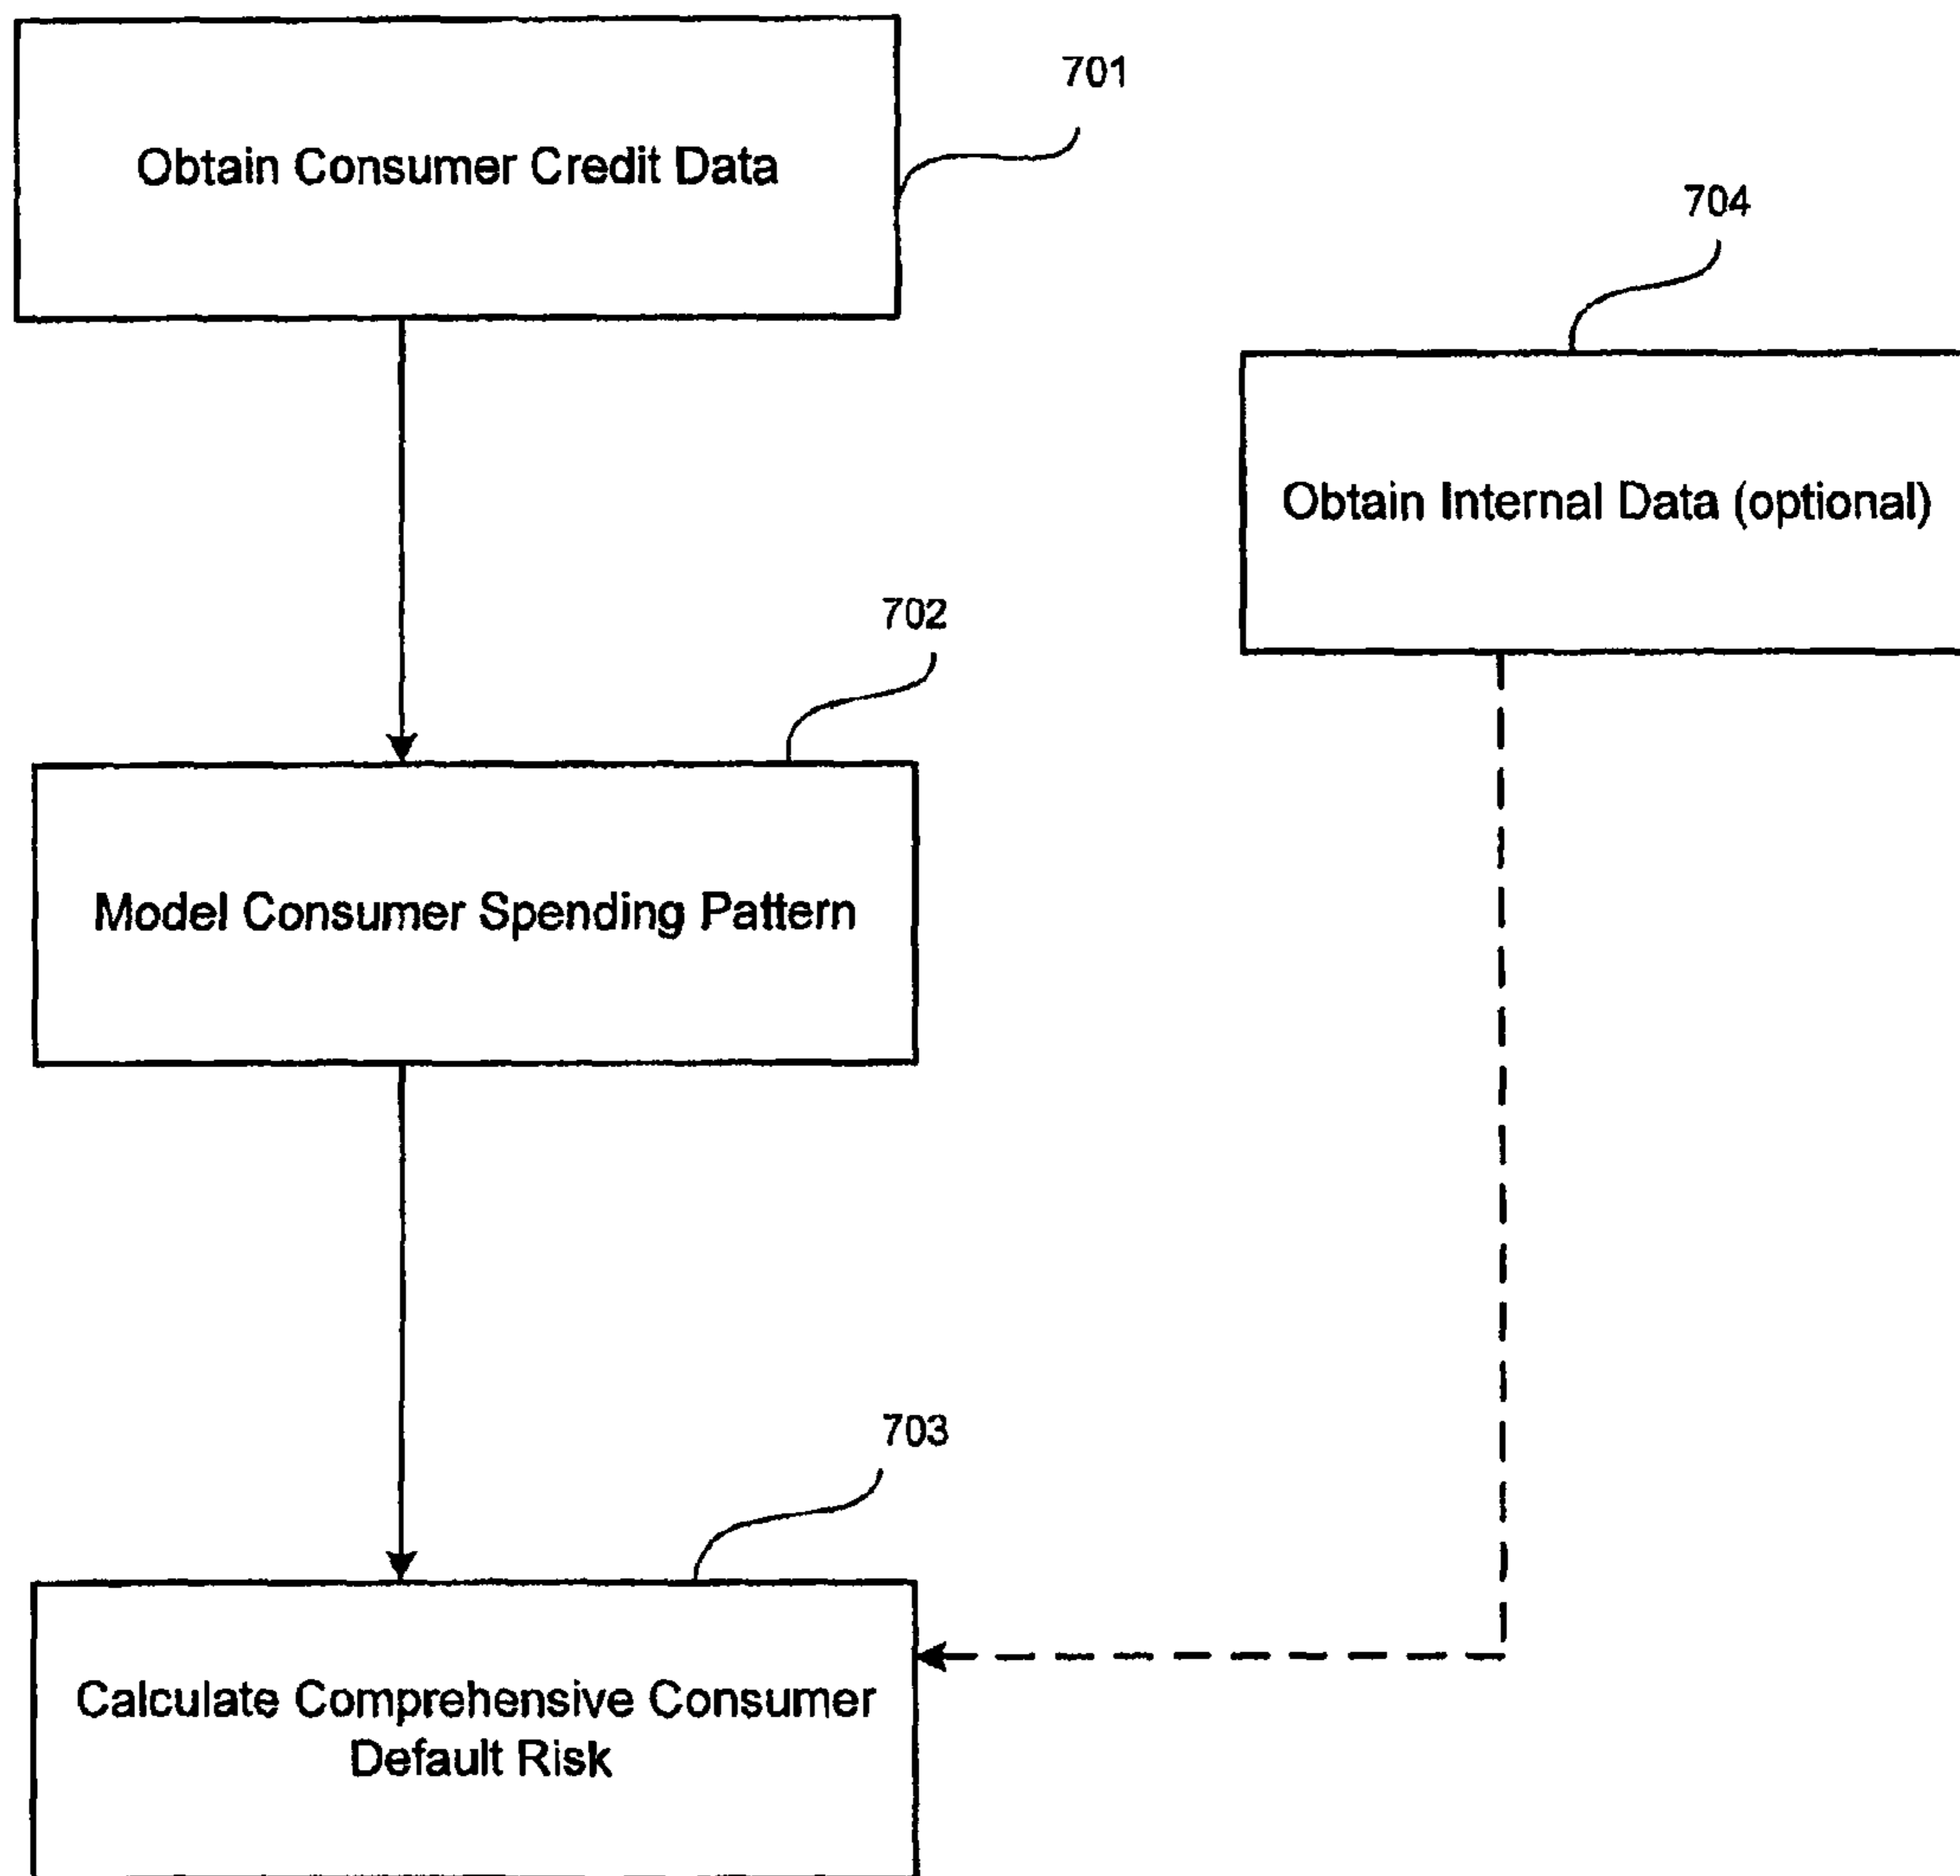 701
Obtain Consumer Credit Data
704
Obtain Internal Data (optional)
702
Model Consumer Spending Pattern
703
Calculate Comprehensive Consumer
Default Risk